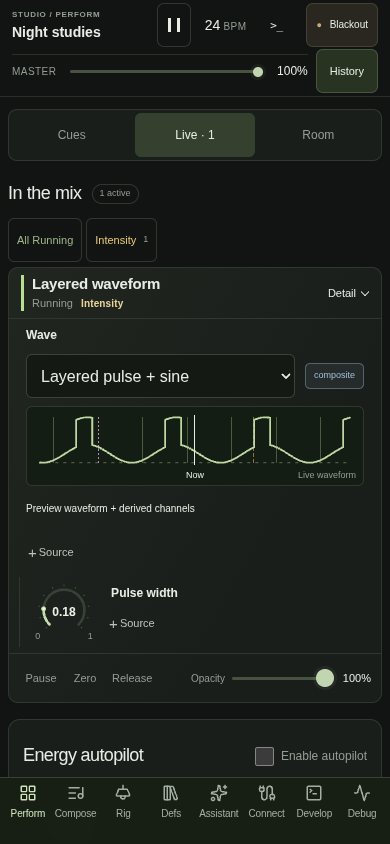 STUDIO / PERFORM
Night studies
24 BPM
>_
Blackout
MASTER
100%
History
Cues
Live · 1
Room
In the mix
1 active
All Running
Intensity 1
Layered waveform
Running Intensity
Detail
Wave
Layered pulse + sine
composite
Now
Live waveform
Preview waveform + derived channels
+ Source
0.18
0
1
Pulse width
+ Source
Pause
Zero
Release
Opacity
100%
Energy autopilot
Enable autopilot
Perform
Compose
Rig
Defs
Assistant
Connect
Develop
Debug